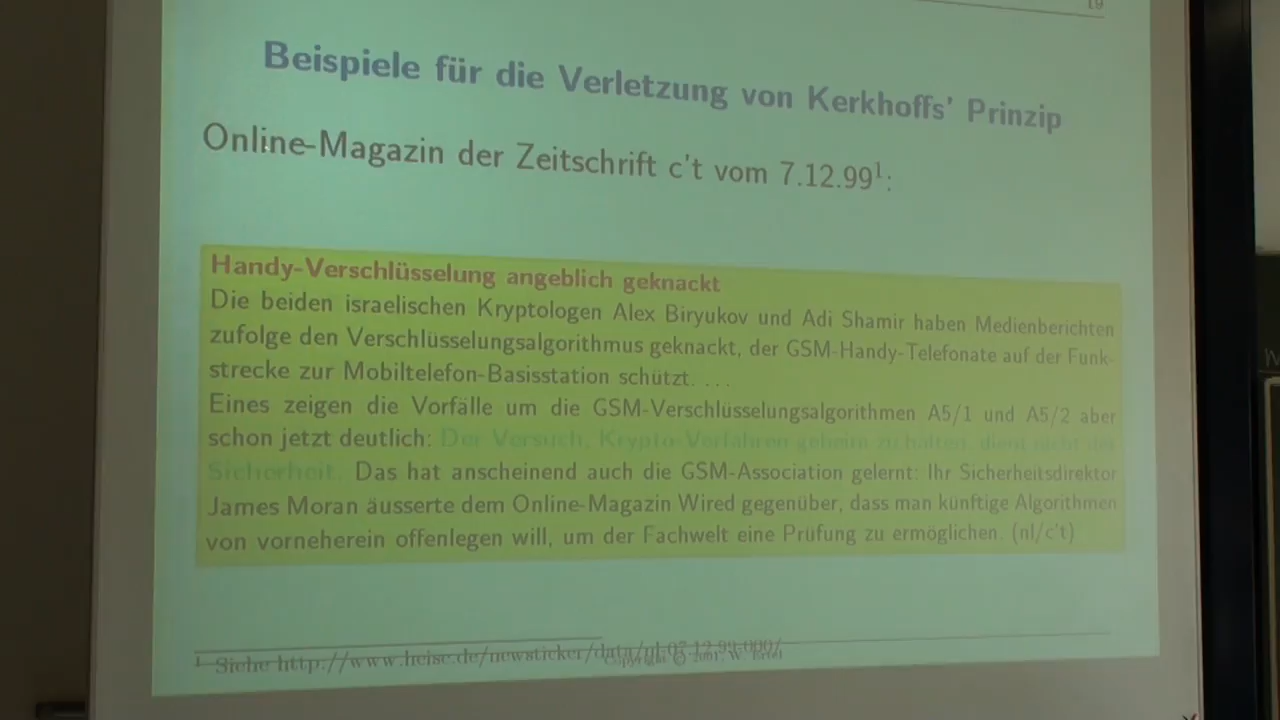 19
Beispiele für die Verletzung von Kerkhoffs' Prinzip
Online-Magazin der Zeitschrift c't vom 7.12.99¹:
Handy-Verschlüsselung angeblich geknackt
Die beiden israelischen Kryptologen Alex Biryukov und Adi Shamir haben Medienberichten
zufolge den Verschlüsselungsalgorithmus geknackt, der GSM-Handy-Telefonate auf der Funk-
strecke zur Mobiltelefon-Basisstation schützt. ...
Eines zeigen die Vorfälle um die GSM-Verschlüsselungsalgorithmen A5/1 und A5/2 aber
schon jetzt deutlich: Der Versuch, Krypto-Verfahren geheim zu halten, dient nicht der
Sicherheit. Das hat anscheinend auch die GSM-Association gelernt: Ihr Sicherheitsdirektor
James Moran äusserte dem Online-Magazin Wired gegenüber, dass man künftige Algorithmen
von vorneherein offenlegen will, um der Fachwelt eine Prüfung zu ermöglichen. (nl/c't)
¹ Siehe http://www.heise.de/newsticker/data/nl-07.12.99-000/
Copyright © 2001. W. Ertel